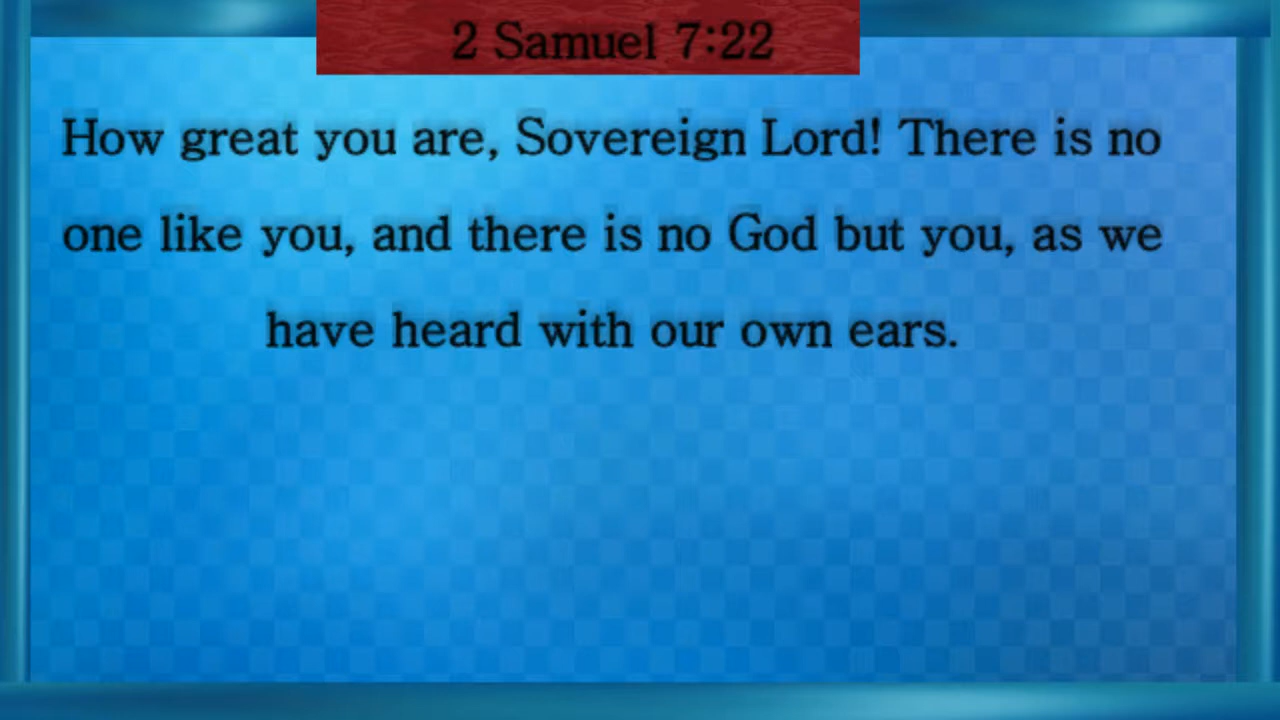 2 Samuel 7:22
How great you are, Sovereign Lord! There is no
one like you, and there is no God but you, as we
have heard with our own ears.